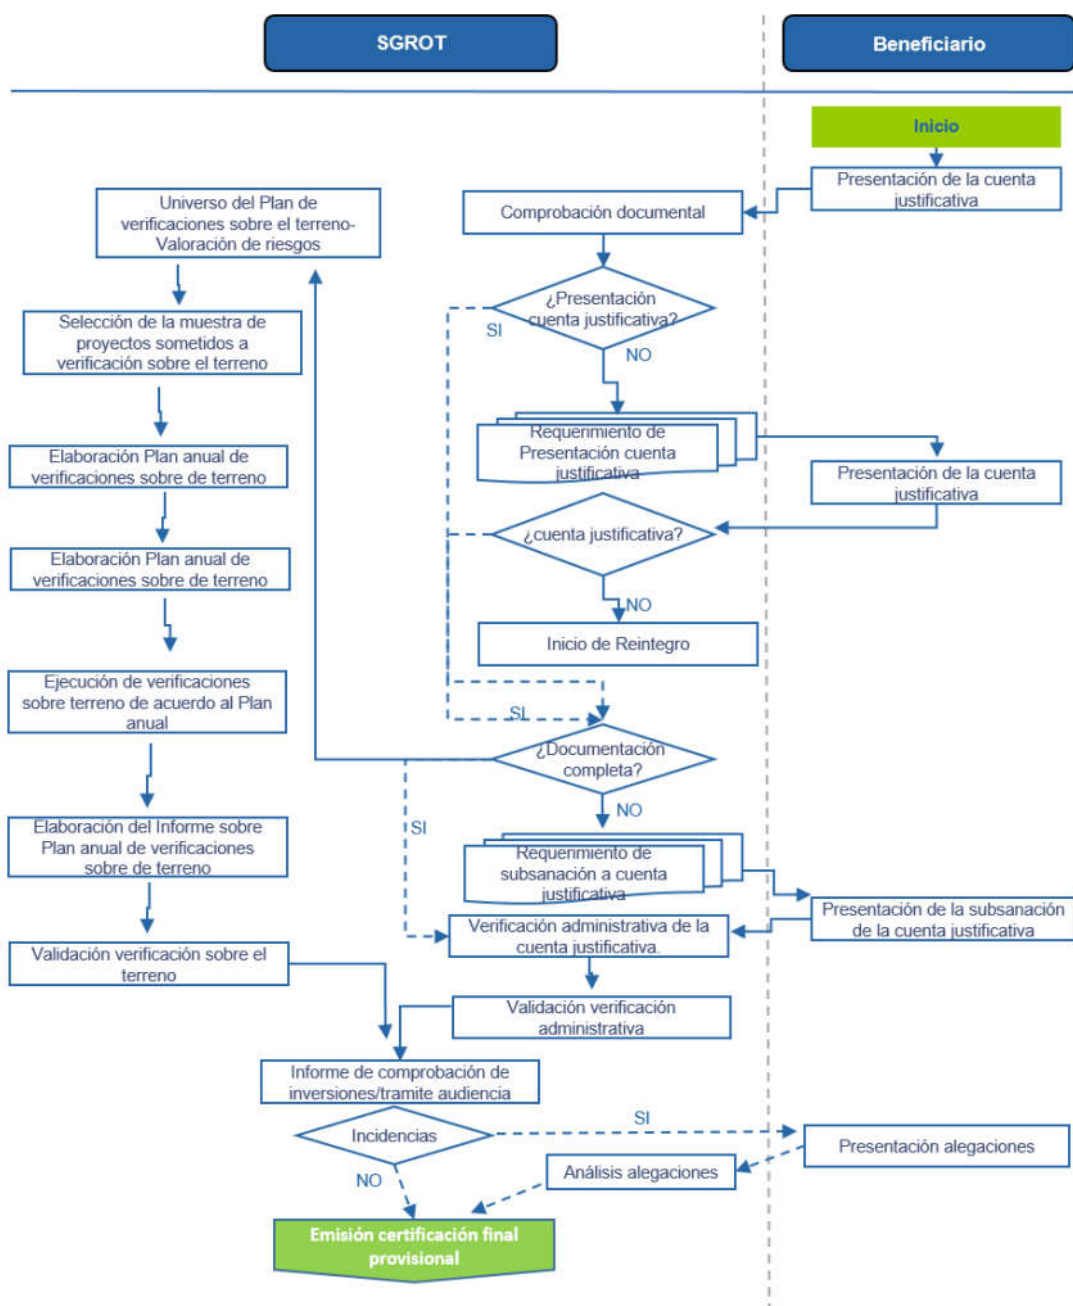 SGROT
Beneficiario
Inicio
Presentación de la cuenta
justificativa
Universo del Plan de
verificaciones sobre el terreno-
Valoración de riesgos
Comprobación documental
¿Presentación
cuenta justificativa?
SI
NO
Selección de la muestra de
proyectos sometidos a
verificación sobre el terreno
Requerimiento de
Presentación cuenta
justificativa
Elaboración Plan anual de
verificaciones sobre de terreno
Presentación de la cuenta
justificativa
¿cuenta justificativa?
Elaboración Plan anual de
verificaciones sobre de terreno
NO
Inicio de Reintegro
Ejecución de verificaciones
sobre terreno de acuerdo al Plan
anual
SI
¿Documentación
completa?
NO
SI
Elaboración del Informe sobre
Plan anual de verificaciones
sobre de terreno
Requerimiento de
subsanación a cuenta
justificativa
Presentación de la subsanación
de la cuenta justificativa
Verificación administrativa de la
cuenta justificativa.
Validación verificación sobre el
terreno
Validación verificación
administrativa
Informe de comprobación de
inversiones/tramite audiencia
Incidencias
SI
Presentación alegaciones
NO
Análisis alegaciones
Emisión certificación final
provisional